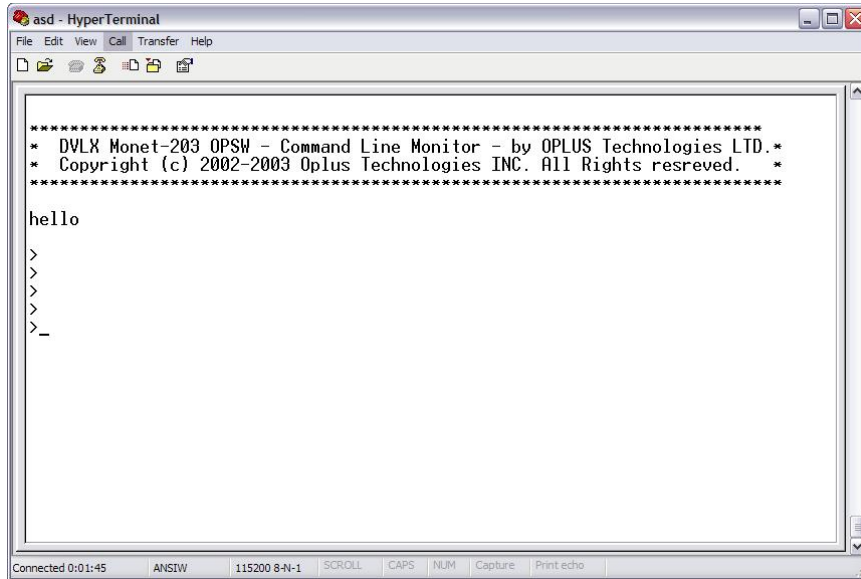 asd - HyperTerminal
File Edit View Call Transfer Help
***************************************************************************
* DVLX Monet-203 OPSW - Command Line Monitor - by OPLUS Technologies LTD.*
* Copyright (c) 2002-2003 Oplus Technologies INC. All Rights resreved. *
*****************************************************************************
hello
>
>
>
>
>_
Connected 0:01:45 ANSIW 115200 8-N-1 SCROLL CAPS NUM Capture Print echo